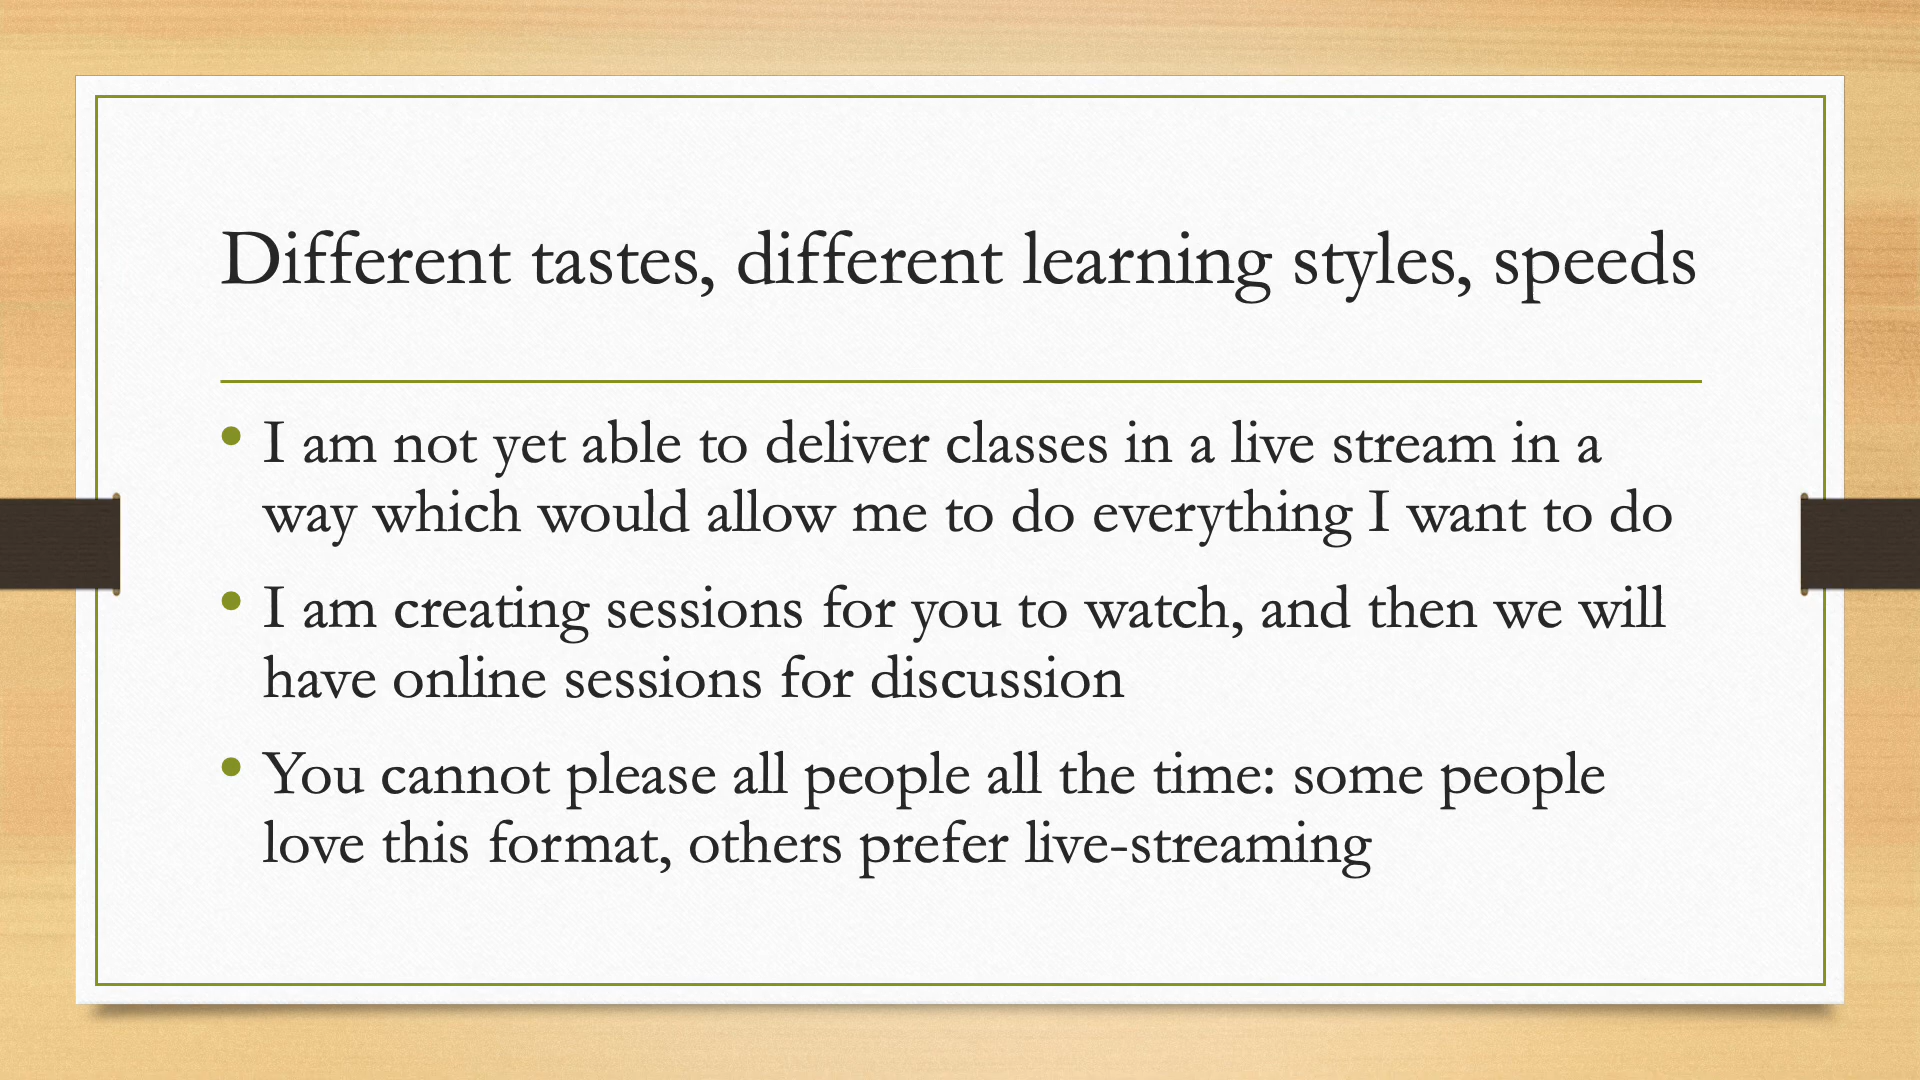 Different tastes, different learning styles, speeds
• I am not yet able to deliver classes in a live stream in a
way which would allow me to do everything I want to do
• I am creating sessions for you to watch, and then we will
have online sessions for discussion
• You cannot please all people all the time: some people
love this format, others prefer live-streaming